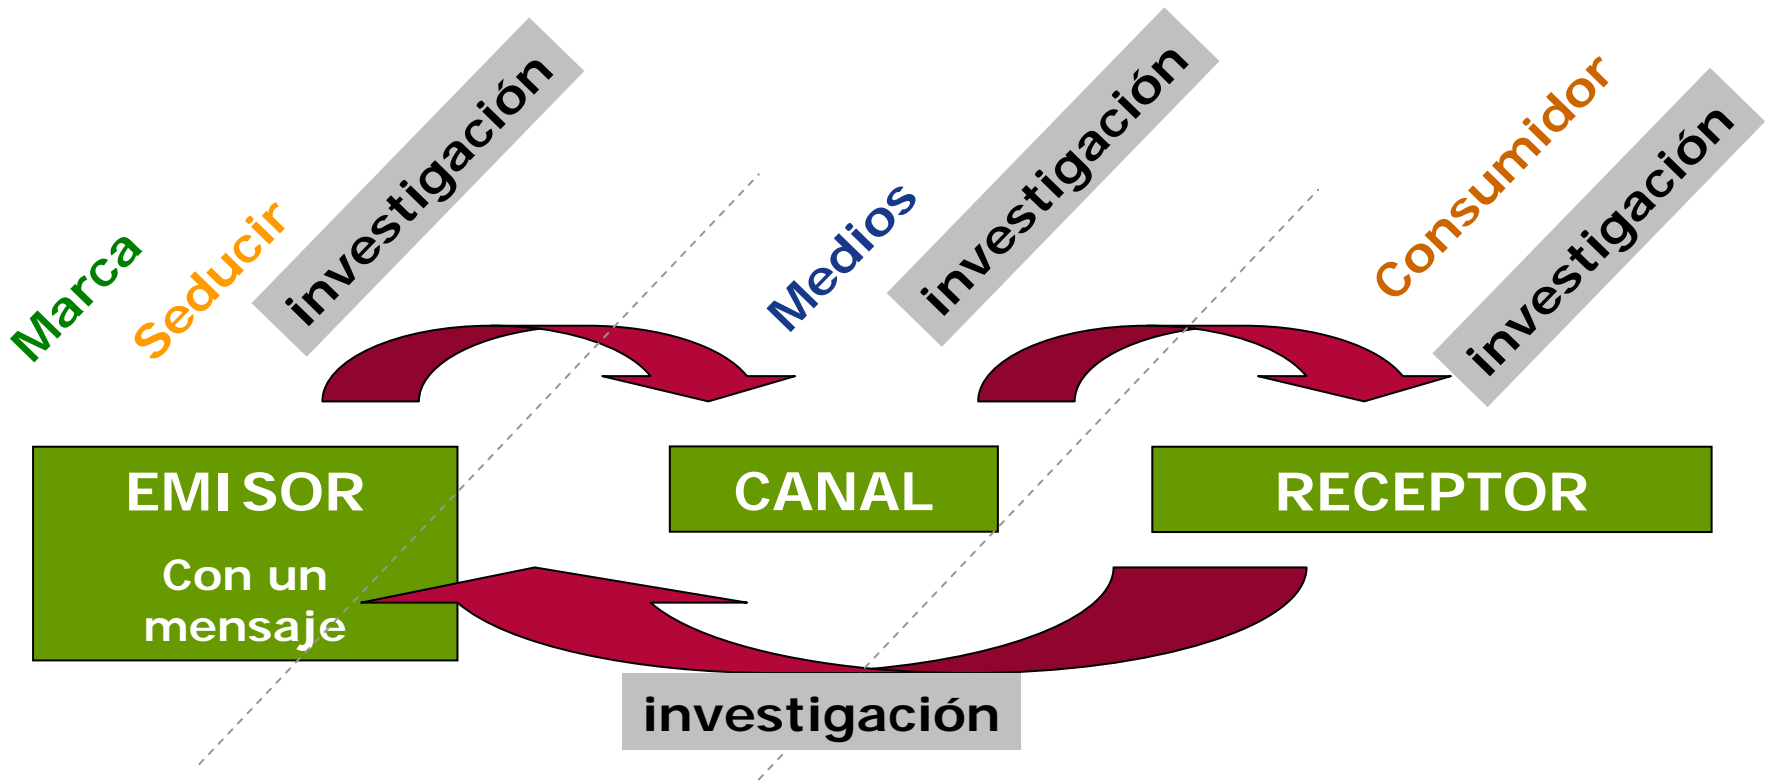 Marca
Seducir
investigación
Medios
investigación
Consumidor
investigación
EMISOR
Con un
mensaje
CANAL
RECEPTOR
investigación